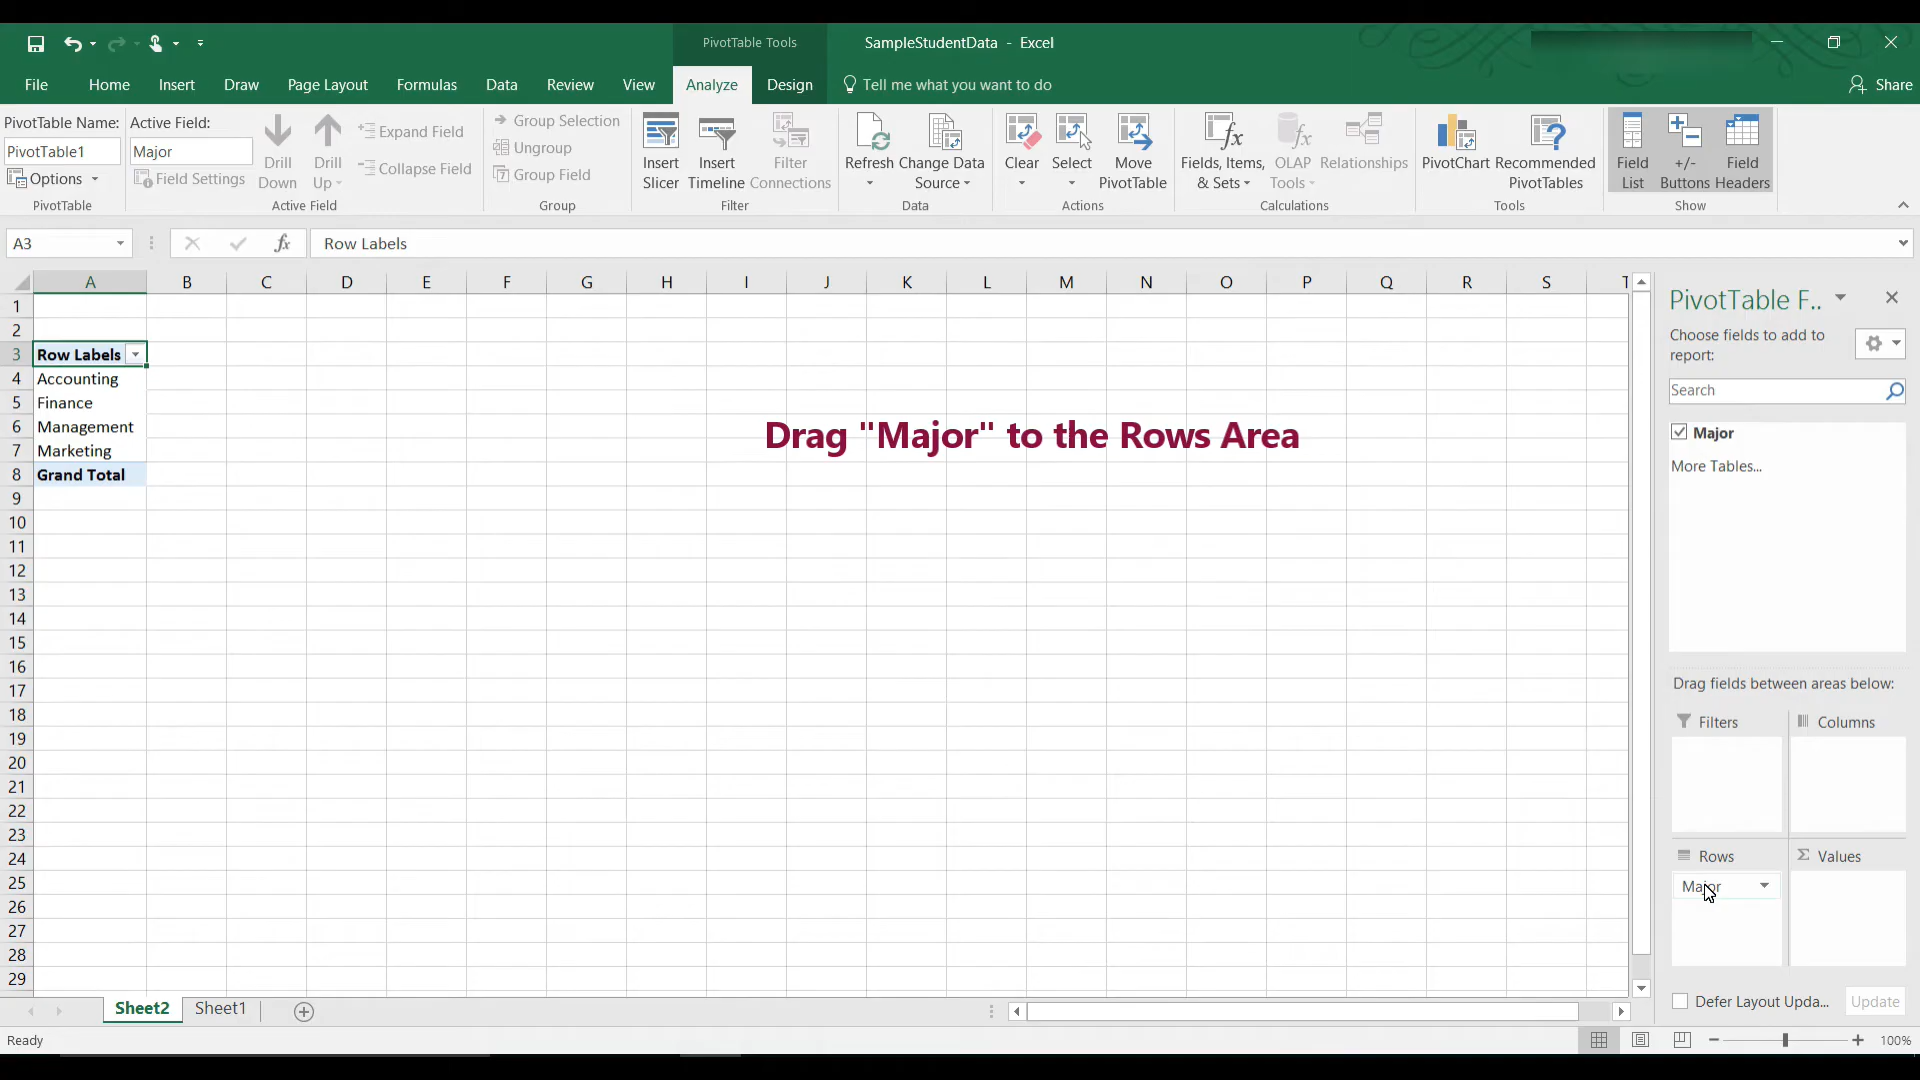 PivotTable Tools
SampleStudentData - Excel
File Home Insert Draw Page Layout Formulas Data Review View Analyze Design Tell me what you want to do Share
PivotTable Name:
PivotTable1
Options
PivotTable
Active Field:
Major
Field Settings
Drill Down
Drill Up
Expand Field
Collapse Field
Active Field
Group Selection
Ungroup
Group Field
Group
Insert Slicer
Insert Timeline
Filter Connections
Filter
Refresh
Change Data Source
Data
Clear
Select
Move PivotTable
Actions
Fields, Items, & Sets
OLAP Tools
Relationships
Calculations
PivotChart
Recommended PivotTables
Tools
Field List
+/- Buttons
Field Headers
Show
A3
fx
Row Labels
A B C D E F G H I J K L M N O P Q R S T
1
2
3 Row Labels
4 Accounting
5 Finance
6 Management
7 Marketing
8 Grand Total
9
10
11
12
13
14
15
16
17
18
19
20
21
22
23
24
25
26
27
28
29
Drag "Major" to the Rows Area
PivotTable F..
Choose fields to add to
report:
Search
Major
More Tables...
Drag fields between areas below:
Filters
Columns
Rows
Σ Values
Major
Defer Layout Upda...
Update
Sheet2 Sheet1
Ready
100%